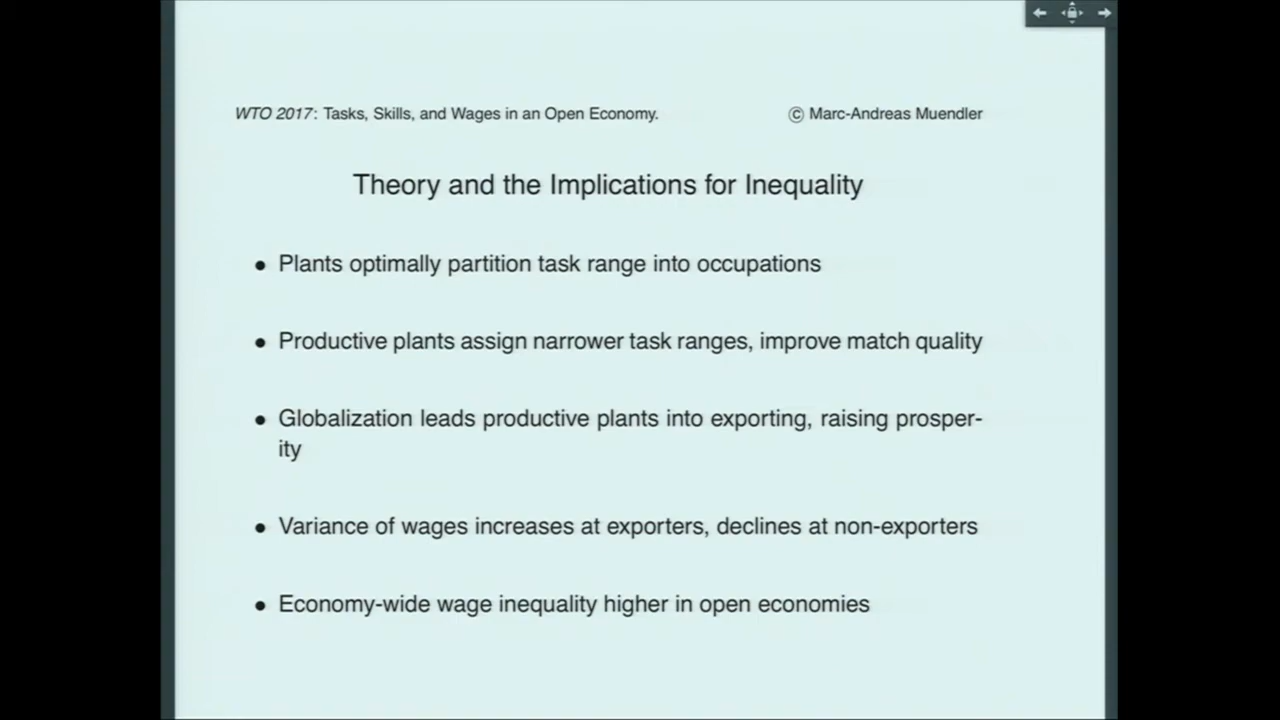 WTO 2017: Tasks, Skills, and Wages in an Open Economy. © Marc-Andreas Muendler
Theory and the Implications for Inequality
• Plants optimally partition task range into occupations
• Productive plants assign narrower task ranges, improve match quality
• Globalization leads productive plants into exporting, raising prosper-
ity
• Variance of wages increases at exporters, declines at non-exporters
• Economy-wide wage inequality higher in open economies